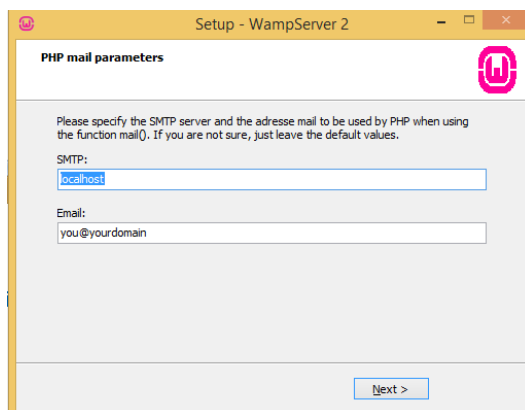 Setup - WampServer 2
PHP mail parameters
Please specify the SMTP server and the adresse mail to be used by PHP when using
the function mail(). If you are not sure, just leave the default values.
SMTP:
localhost
Email:
you@yourdomain
Next >